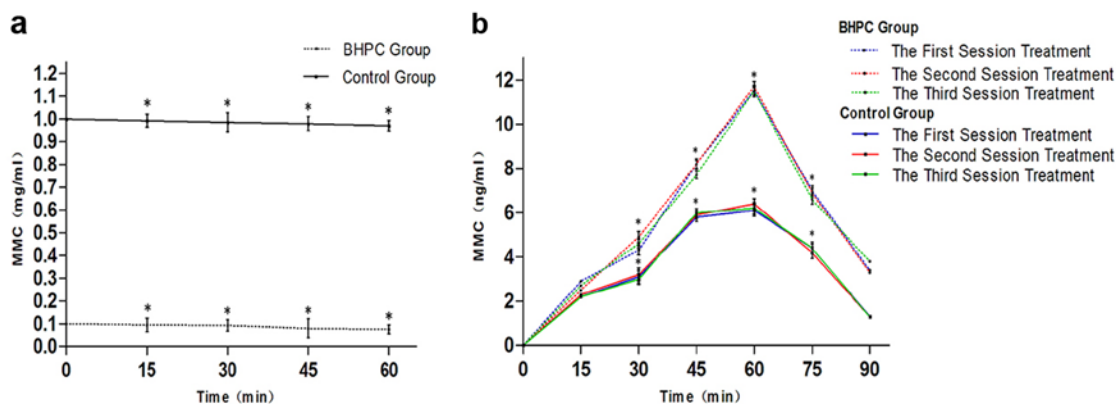 a
BHPC Group
Control Group
MMC (mg/ml)
1.2
1.1
1.0
0.9
0.8
0.7
0.6
0.5
0.4
0.3
0.2
0.1
0.0
* * * *
* * * *
0 15 30 45 60
Time (min)
b
BHPC Group
The First Session Treatment
The Second Session Treatment
The Third Session Treatment
Control Group
The First Session Treatment
The Second Session Treatment
The Third Session Treatment
MMC (ng/ml)
12
10
8
6
4
2
0
* * * *
* * * *
0 15 30 45 60 75 90
Time (min)